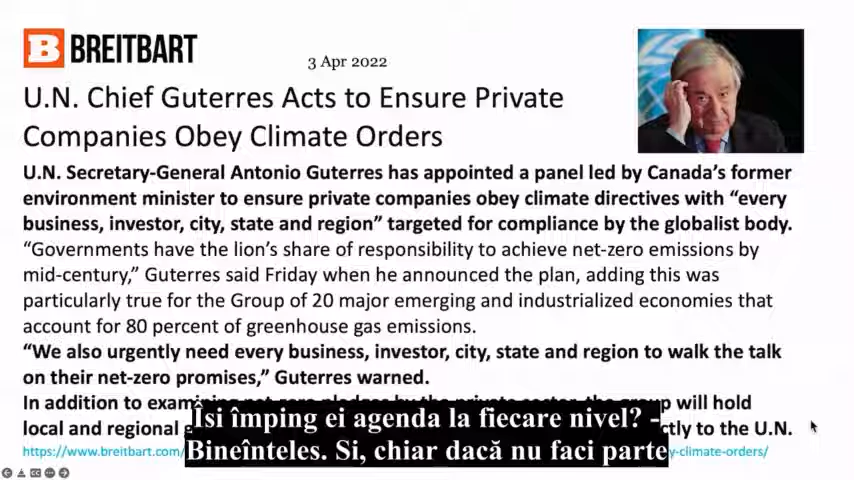 B BREITBART
3 Apr 2022
U.N. Chief Guterres Acts to Ensure Private
Companies Obey Climate Orders
U.N. Secretary-General Antonio Guterres has appointed a panel led by Canada’s former
environment minister to ensure private companies obey climate directives with “every
business, investor, city, state and region” targeted for compliance by the globalist body.
“Governments have the lion’s share of responsibility to achieve net-zero emissions by
mid-century,” Guterres said Friday when he announced the plan, adding this was
particularly true for the Group of 20 major emerging and industrialized economies that
account for 80 percent of greenhouse gas emissions.
“We also urgently need every business, investor, city, state and region to walk the talk
on their net-zero promises,” Guterres warned.
In addition to will hold
local and regional to the U.N.
https://www.breitbart.com/ y-climate-orders/
Îsi împing ei agenda la fiecare nivel? -
Bineînteles. Si, chiar dacă nu faci parte